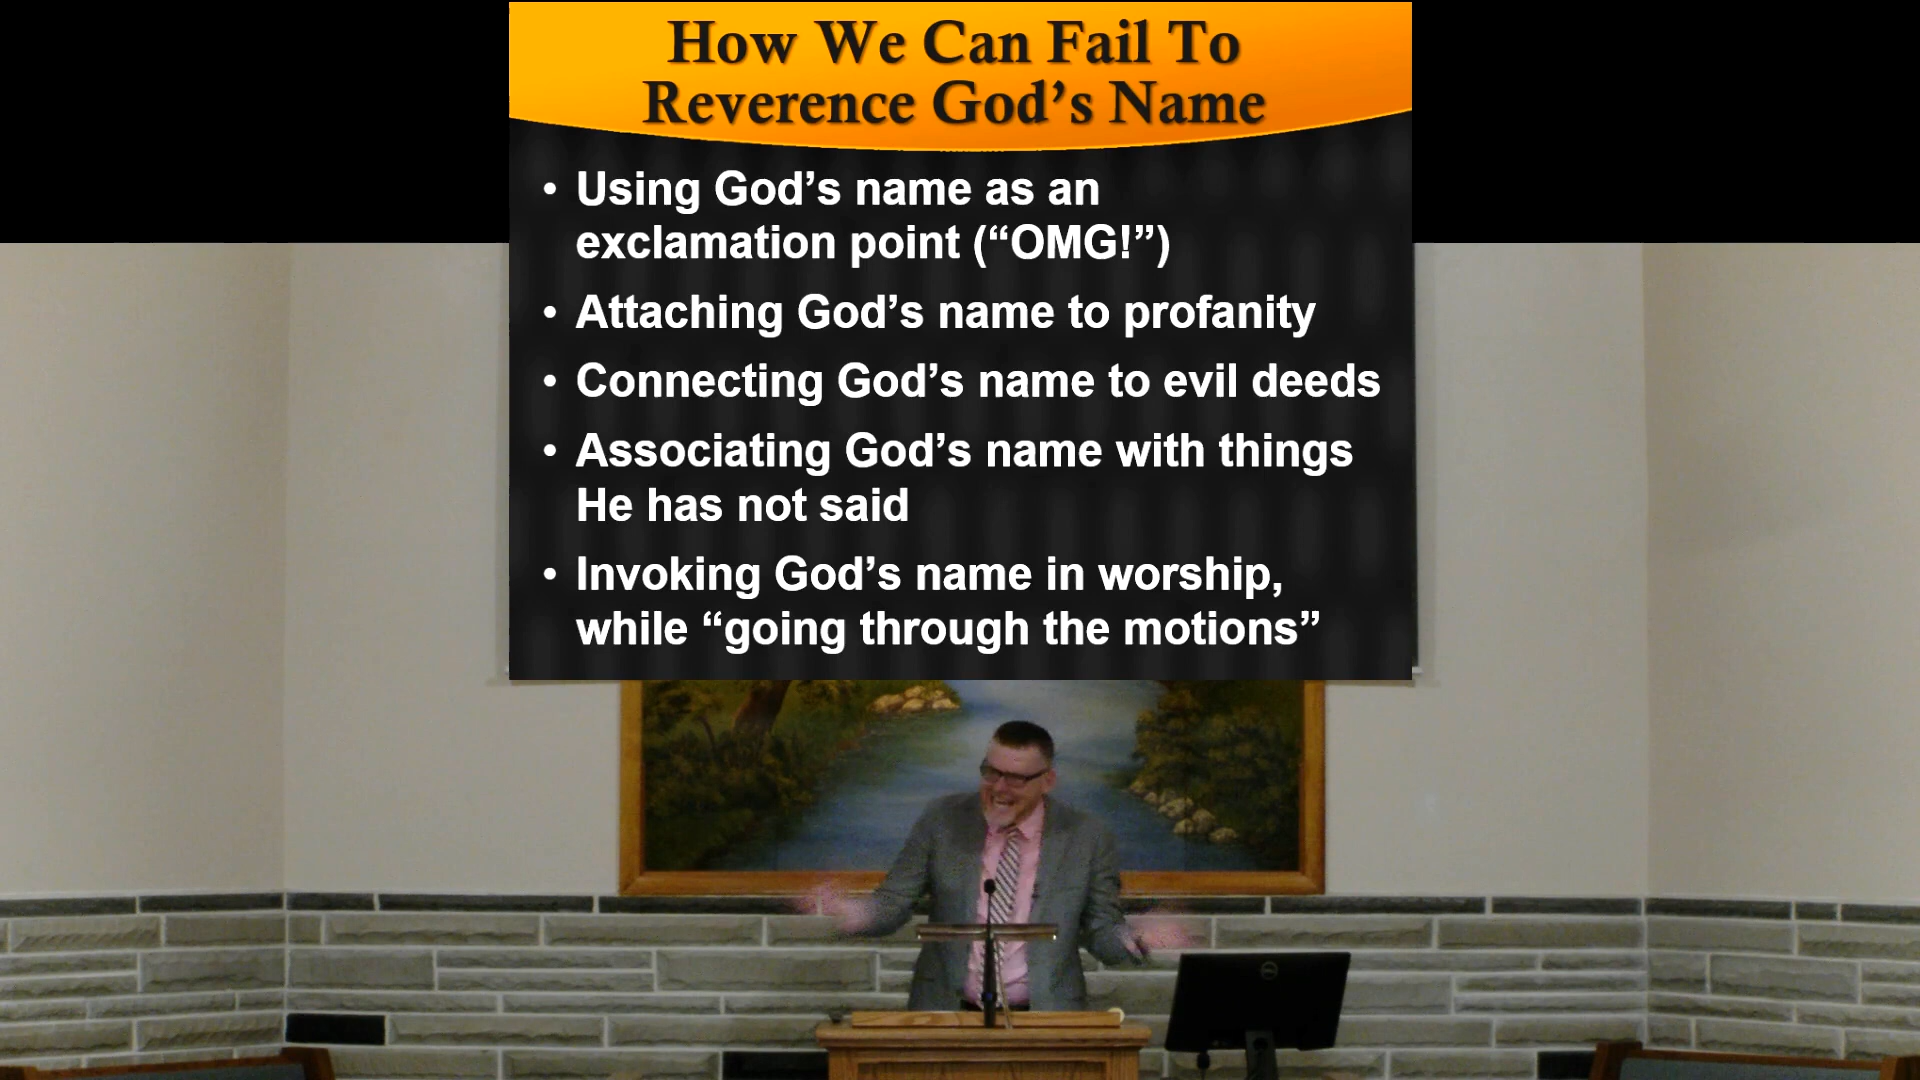 How We Can Fail To
Reverence God’s Name
• Using God’s name as an
exclamation point (“OMG!”)
• Attaching God’s name to profanity
• Connecting God’s name to evil deeds
• Associating God’s name with things
He has not said
• Invoking God’s name in worship,
while “going through the motions”
DELL